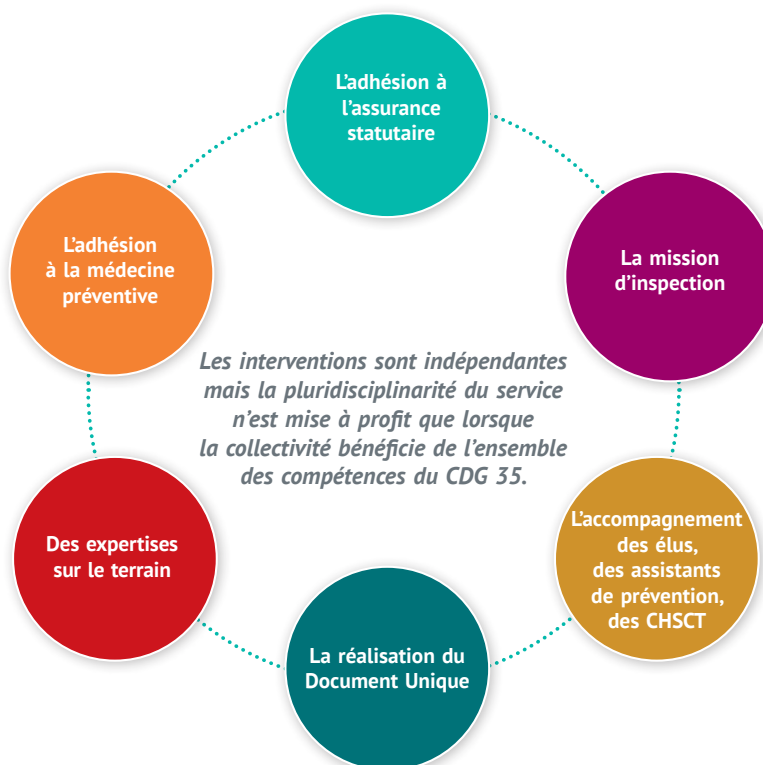 L'adhésion à
l'assurance
statutaire
L'adhésion
à la médecine
préventive
La mission
d'inspection
Les interventions sont indépendantes
mais la pluridisciplinarité du service
n'est mise à profit que lorsque
la collectivité bénéficie de l'ensemble
des compétences du CDG 35.
Des expertises
sur le terrain
L'accompagnement
des élus,
des assistants
de prévention,
des CHSCT
La réalisation du
Document Unique